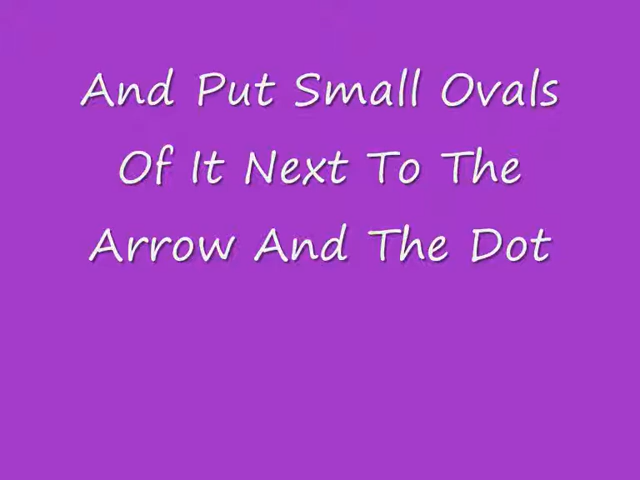 And Put Small Ovals
Of It Next To The
Arrow And The Dot